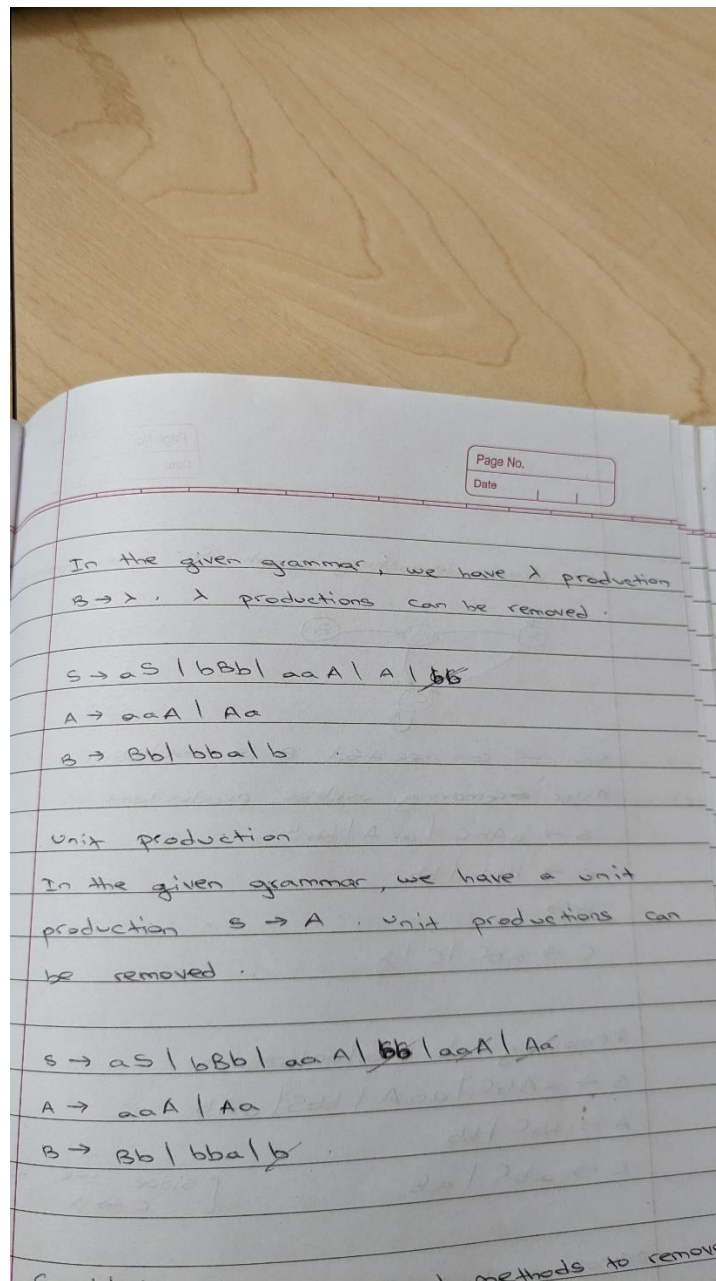 Page No.
Date
In the given grammar, we have λ production
B → λ. λ productions can be removed.
S → aS | bBb | aaA | A | bb
A → aaA | Aa
B → Bb | bba | b
Unit production
In the given grammar, we have a unit
production S → A. Unit productions can
be removed.
S → aS | bBb | aaA | bb | aaA | Aa
A → aaA | Aa
B → Bb | bba | b
methods to remove